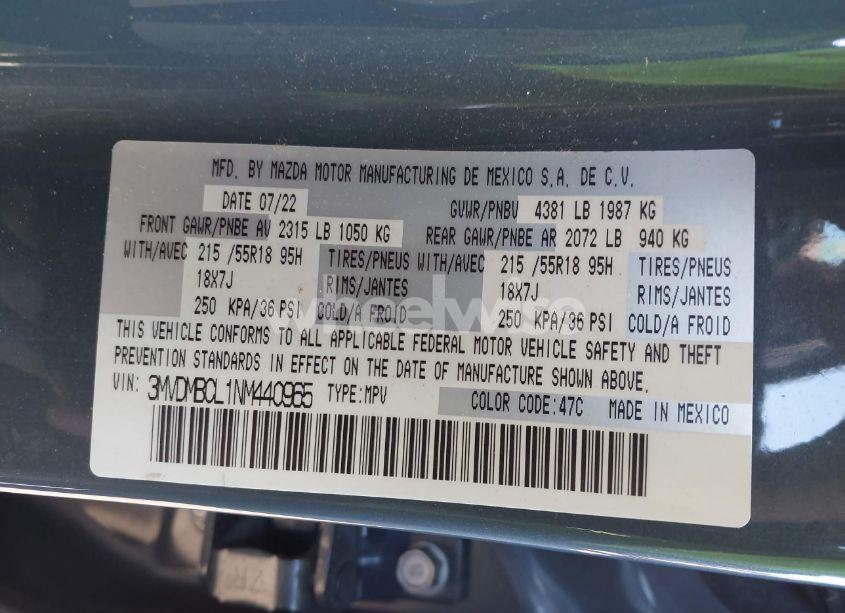 MFD. BY MAZDA MOTOR MANUFACTURING DE MEXICO S.A. DE C.V.
DATE 07/22 GVWR/PNBV 4381 LB 1987 KG
FRONT GAWR/PNBE AV 2315 LB 1050 KG REAR GAWR/PNBE AR 2072 LB 940 KG
WITH/AVEC 215 /55R18 95H TIRES/PNEUS WITH/AVEC 215 /55R18 95H TIRES/PNEUS
18X7J RIMS/JANTES 18X7J RIMS/JANTES
250 KPA/36 PSI COLD/A FROID 250 KPA/36 PSI COLD/A FROID
THIS VEHICLE CONFORMS TO ALL APPLICABLE FEDERAL MOTOR VEHICLE SAFETY AND THEFT
PREVENTION STANDARDS IN EFFECT ON THE DATE OF MANUFACTURE SHOWN ABOVE.
VIN: 3MVDMBCL1NM440965 TYPE:MPV COLOR CODE:47C MADE IN MEXICO